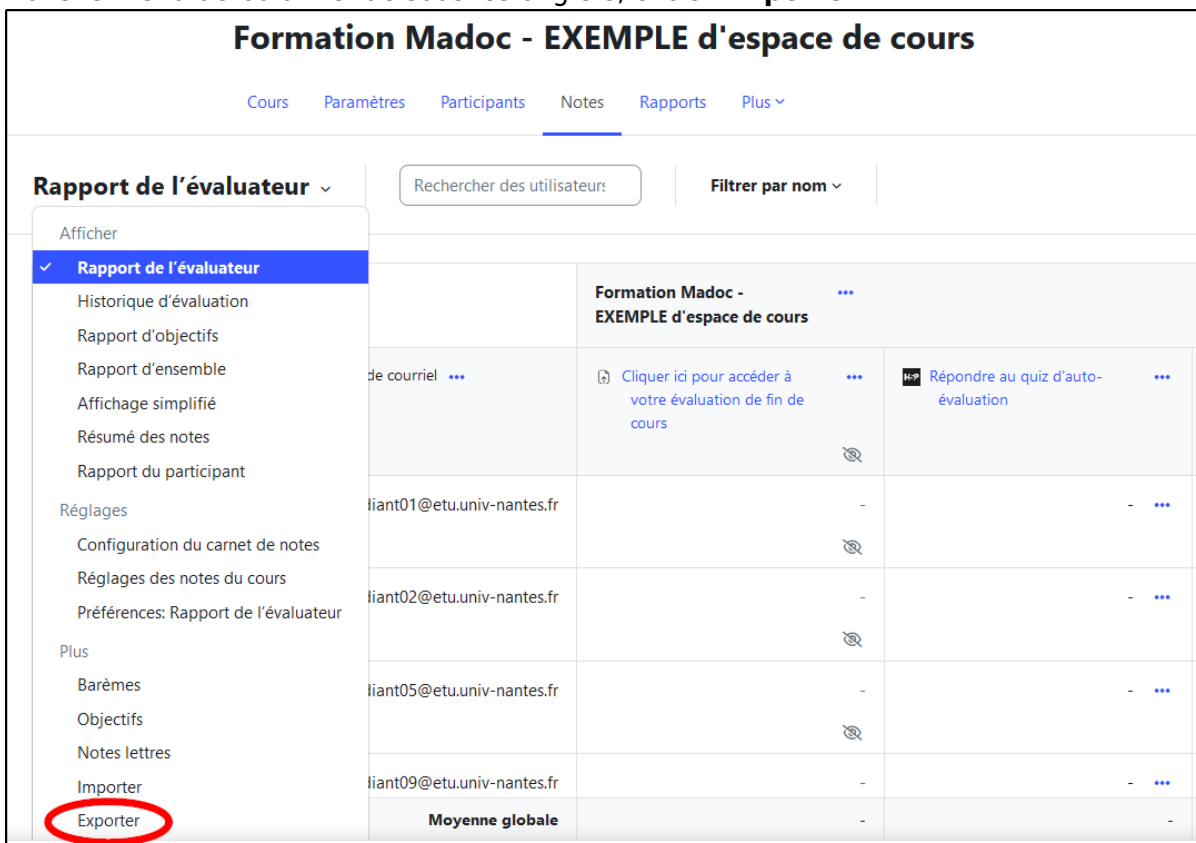 Formation Madoc - EXEMPLE d'espace de cours
Cours Paramètres Participants Notes Rapports Plus
Rapport de l'évaluateur
Rechercher des utilisateurs
Filtrer par nom
Afficher
Rapport de l'évaluateur
Historique d'évaluation
Rapport d'objectifs
Rapport d'ensemble
Affichage simplifié
Résumé des notes
Rapport du participant
Réglages
Configuration du carnet de notes
Réglages des notes du cours
Préférences: Rapport de l'évaluateur
Plus
Barèmes
Objectifs
Notes lettres
Importer
Exporter
Formation Madoc -
EXEMPLE d'espace de cours
de courriel
Cliquer ici pour accéder à
votre évaluation de fin de
cours
H-P Répondre au quiz d'auto-
évaluation
diant01@etu.univ-nantes.fr - -
diant02@etu.univ-nantes.fr - -
diant05@etu.univ-nantes.fr - -
diant09@etu.univ-nantes.fr - -
Moyenne globale - -